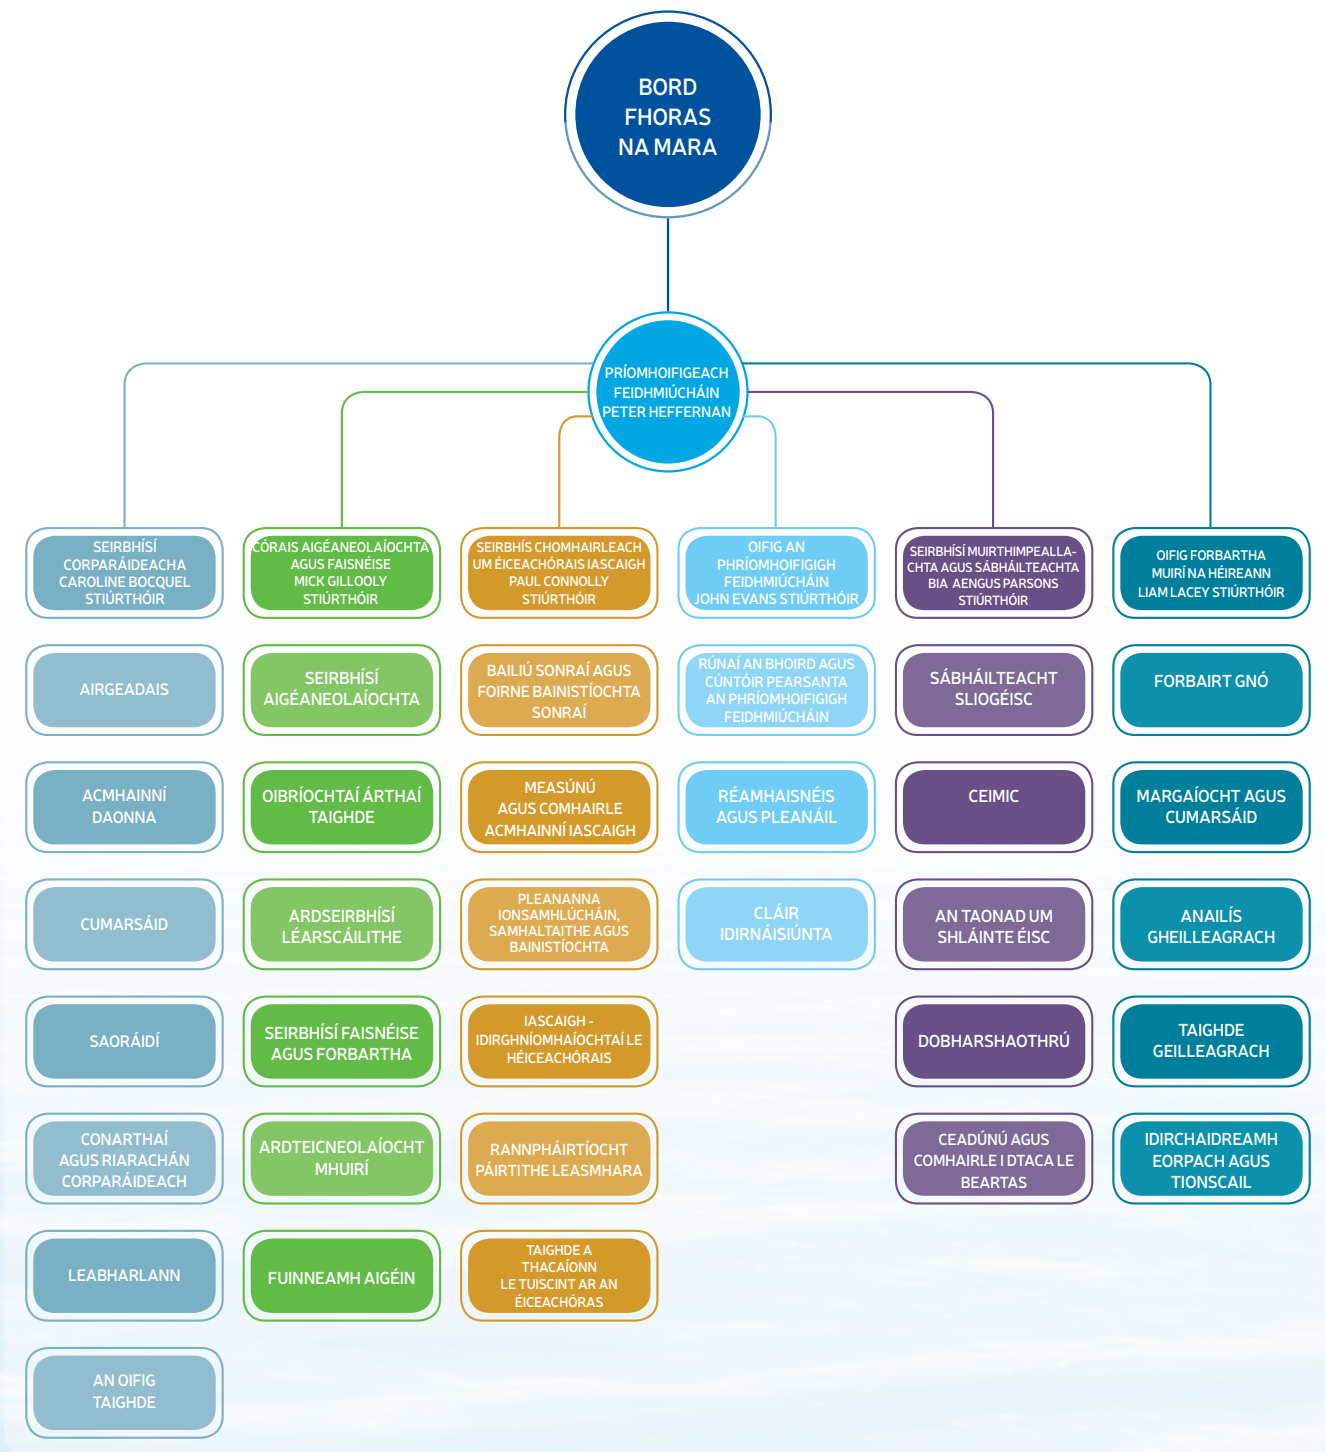 BORD
FHORAS
NA MARA
PRÍOMHOIFIGEACH
FEIDHMIÚCHÁIN
PETER HEFFERNAN
SEIRBHÍSÍ
CORPARÁIDEACHA
CAROLINE BOCQUEL
STIÚRTHÓIR
AIRGEADAIS
ACMHAINNÍ
DAONNA
CUMARSÁID
SAORÁIDÍ
CONARTHAÍ
AGUS RIARACHÁN
CORPARÁIDEACH
LEABHARLANN
AN OIFIG
TAIGHDE
CÓRAIS AIGÉANEOLAÍOCHTA
AGUS FAISNÉISE
MICK GILLOOLY
STIÚRTHÓIR
SEIRBHÍSÍ
AIGÉANEOLAÍOCHTA
OIBRÍOCHTAÍ ÁRTHAÍ
TAIGHDE
ARDSEIRBHÍSÍ
LÉARSCÁILITHE
SEIRBHÍSÍ FAISNÉISE
AGUS FORBARTHA
ARDTEICNEOLAÍOCHT
MHUIRÍ
FUINNEAMH AIGÉIN
SEIRBHÍS CHOMHAIRLEACH
UM ÉICEACHÓRAIS IASCAIGH
PAUL CONNOLLY
STIÚRTHÓIR
BAILIÚ SONRAÍ AGUS
FOIRNE BAINISTÍOCHTA
SONRAÍ
MEASÚNÚ
AGUS COMHAIRLE
ACMHAINNÍ IASCAIGH
PLEANANNA
IONSAMHLÚCHÁIN,
SAMHALTAITHE AGUS
BAINISTÍOCHTA
IASCAIGH -
IDIRGHNÍOMHAÍOCHTAÍ LE
HÉICEACHÓRAIS
RANNPHÁIRTÍOCHT
PÁIRTITHE LEASMHARA
TAIGHDE A
THACAÍONN
LE TUISCINT AR AN
ÉICEACHÓRAS
OIFIG AN
PHRÍOMHOIFIGIGH
FEIDHMIÚCHÁIN
JOHN EVANS STIÚRTHÓIR
RÚNAÍ AN BHOIRD AGUS
CÚNTÓIR PEARSANTA
AN PHRÍOMHOIFIGIGH
FEIDHMIÚCHÁIN
RÉAMHAISNÉIS
AGUS PLEANÁIL
CLÁIR
IDIRNÁISIÚNTA
SEIRBHÍSÍ MUIRTHIMPEALLA-
CHTA AGUS SÁBHÁILTEACHTA
BIA AENGUS PARSONS
STIÚRTHÓIR
SÁBHÁILTEACHT
SLIOGÉISC
CEIMIC
AN TAONAD UM
SHLÁINTE ÉISC
DOBHARSHAOTHRÚ
CEADÚNÚ AGUS
COMHAIRLE I DTACA LE
BEARTAS
OIFIG FORBARTHA
MUIRÍ NA HÉIREANN
LIAM LACEY STIÚRTHÓIR
FORBAIRT GNÓ
MARGAÍOCHT AGUS
CUMARSÁID
ANAILÍS
GHEILLEAGRACH
TAIGHDE
GEILLEAGRACH
IDIRCHAIDREAMH
EORPACH AGUS
TIONSCAIL